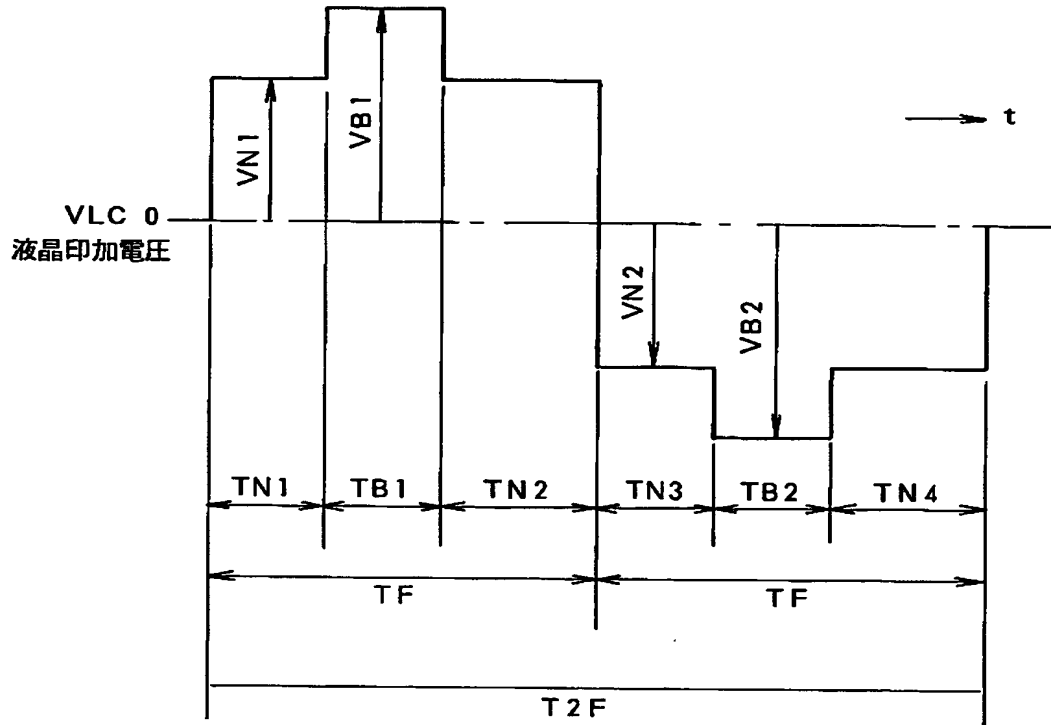 VN1
VB1
t
VLC 0
液晶印加電圧
VN2
VB2
TN1 TB1 TN2 TN3 TB2 TN4
TF TF
T2F